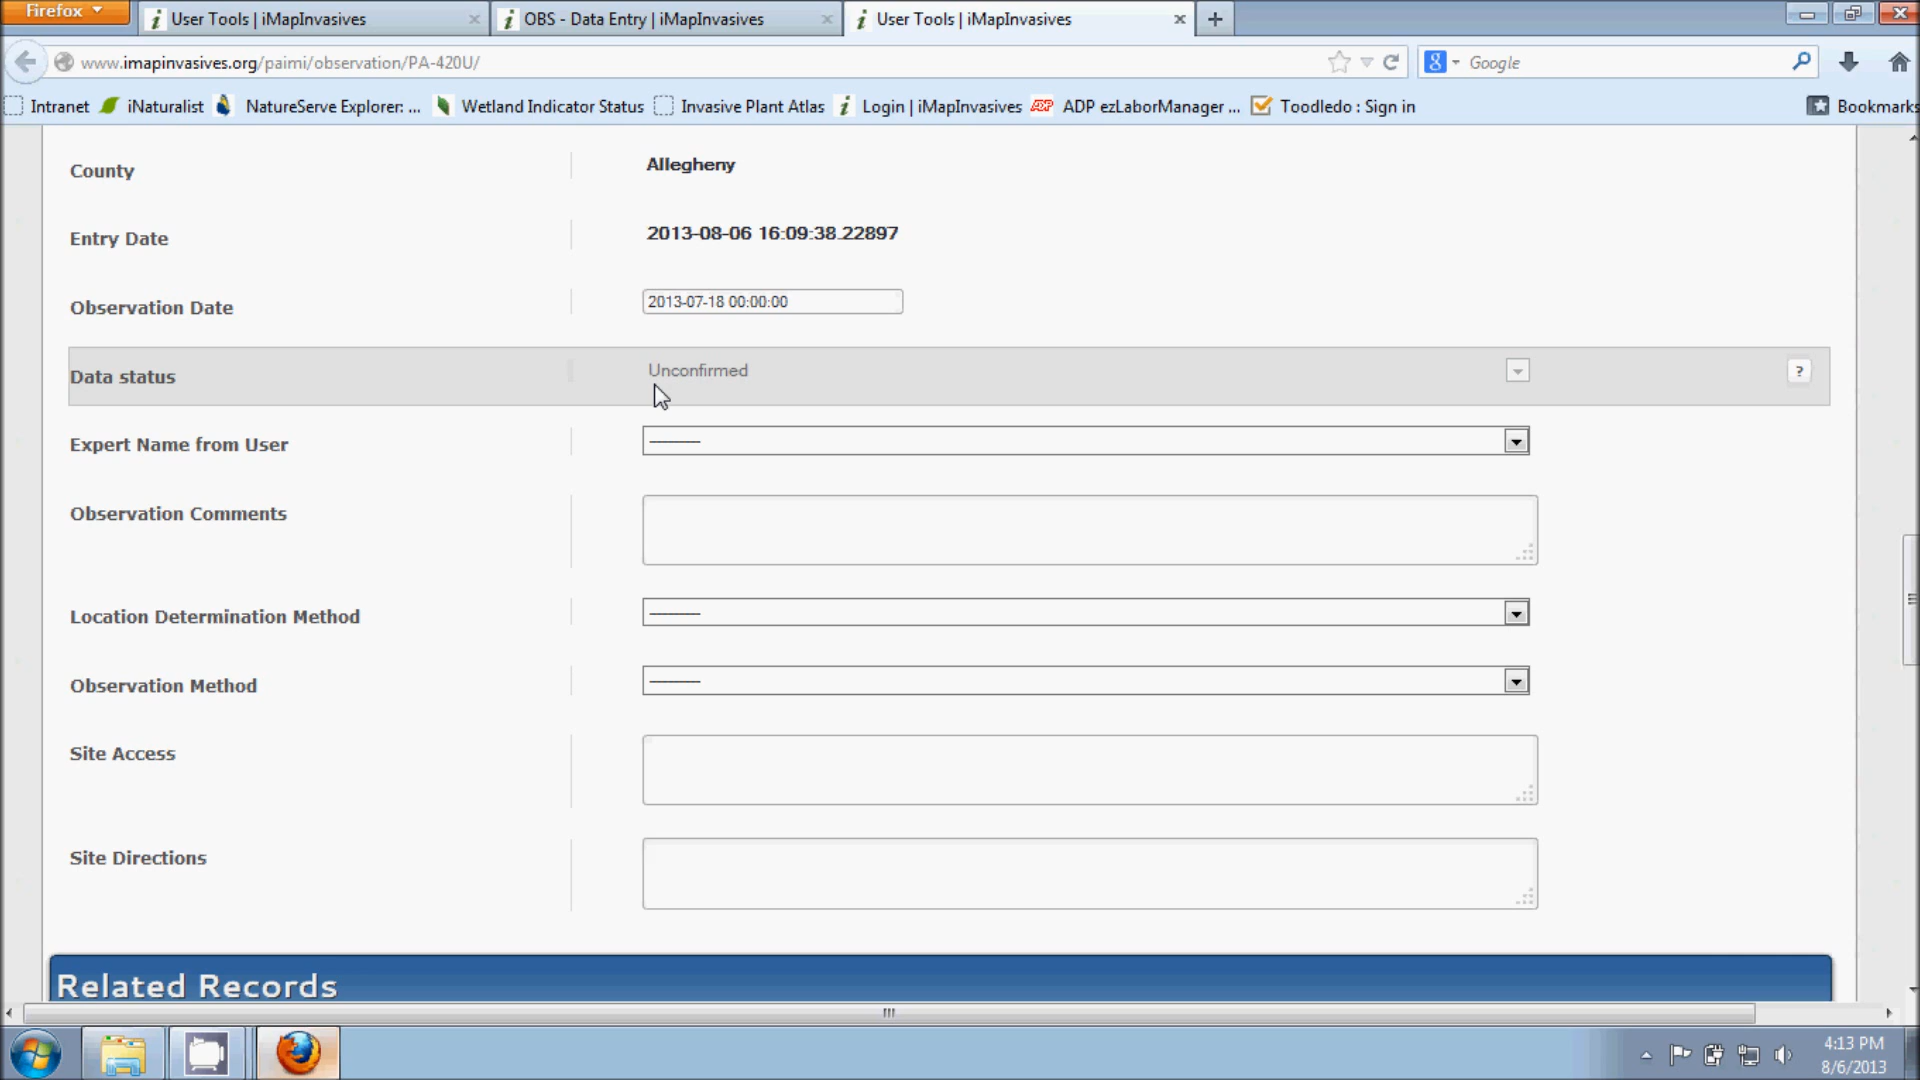 Firefox
User Tools | iMapInvasives
OBS - Data Entry | iMapInvasives
User Tools | iMapInvasives
www.imapinvasives.org/paimi/observation/PA-420U/
Google
Intranet iNaturalist NatureServe Explorer: ... Wetland Indicator Status Invasive Plant Atlas Login | iMapInvasives ADP ezLaborManager ... Toodledo : Sign in Bookmarks
County Allegheny
Entry Date 2013-08-06 16:09:38.22897
Observation Date 2013-07-18 00:00:00
Data status Unconfirmed ?
Expert Name from User
Observation Comments
Location Determination Method
Observation Method
Site Access
Site Directions
Related Records
4:13 PM
8/6/2013